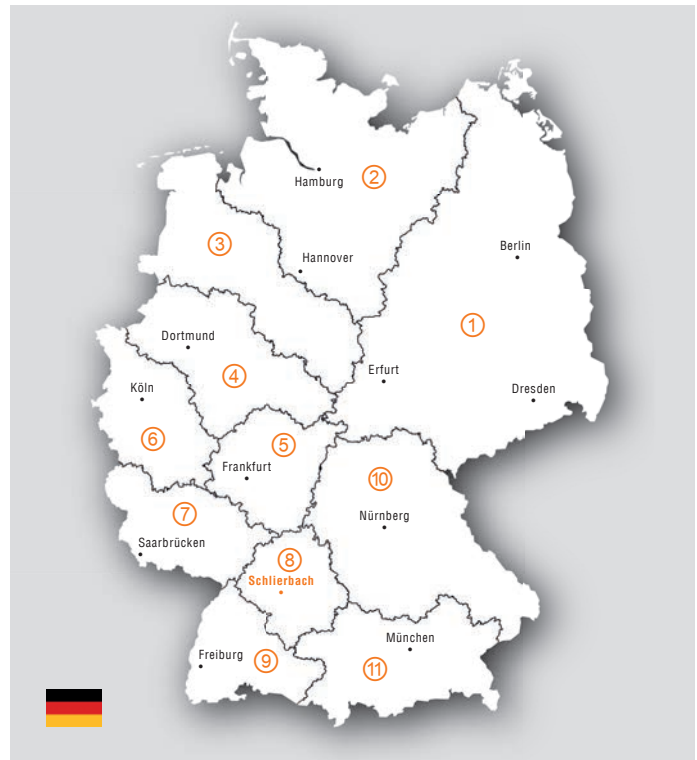 Hamburg
2
3
Berlin
Hannover
1
Dortmund
4
Erfurt
Köln
Dresden
6
5
Frankfurt
10
7
Nürnberg
Saarbrücken
8
Schlierbach
München
Freiburg
9
11